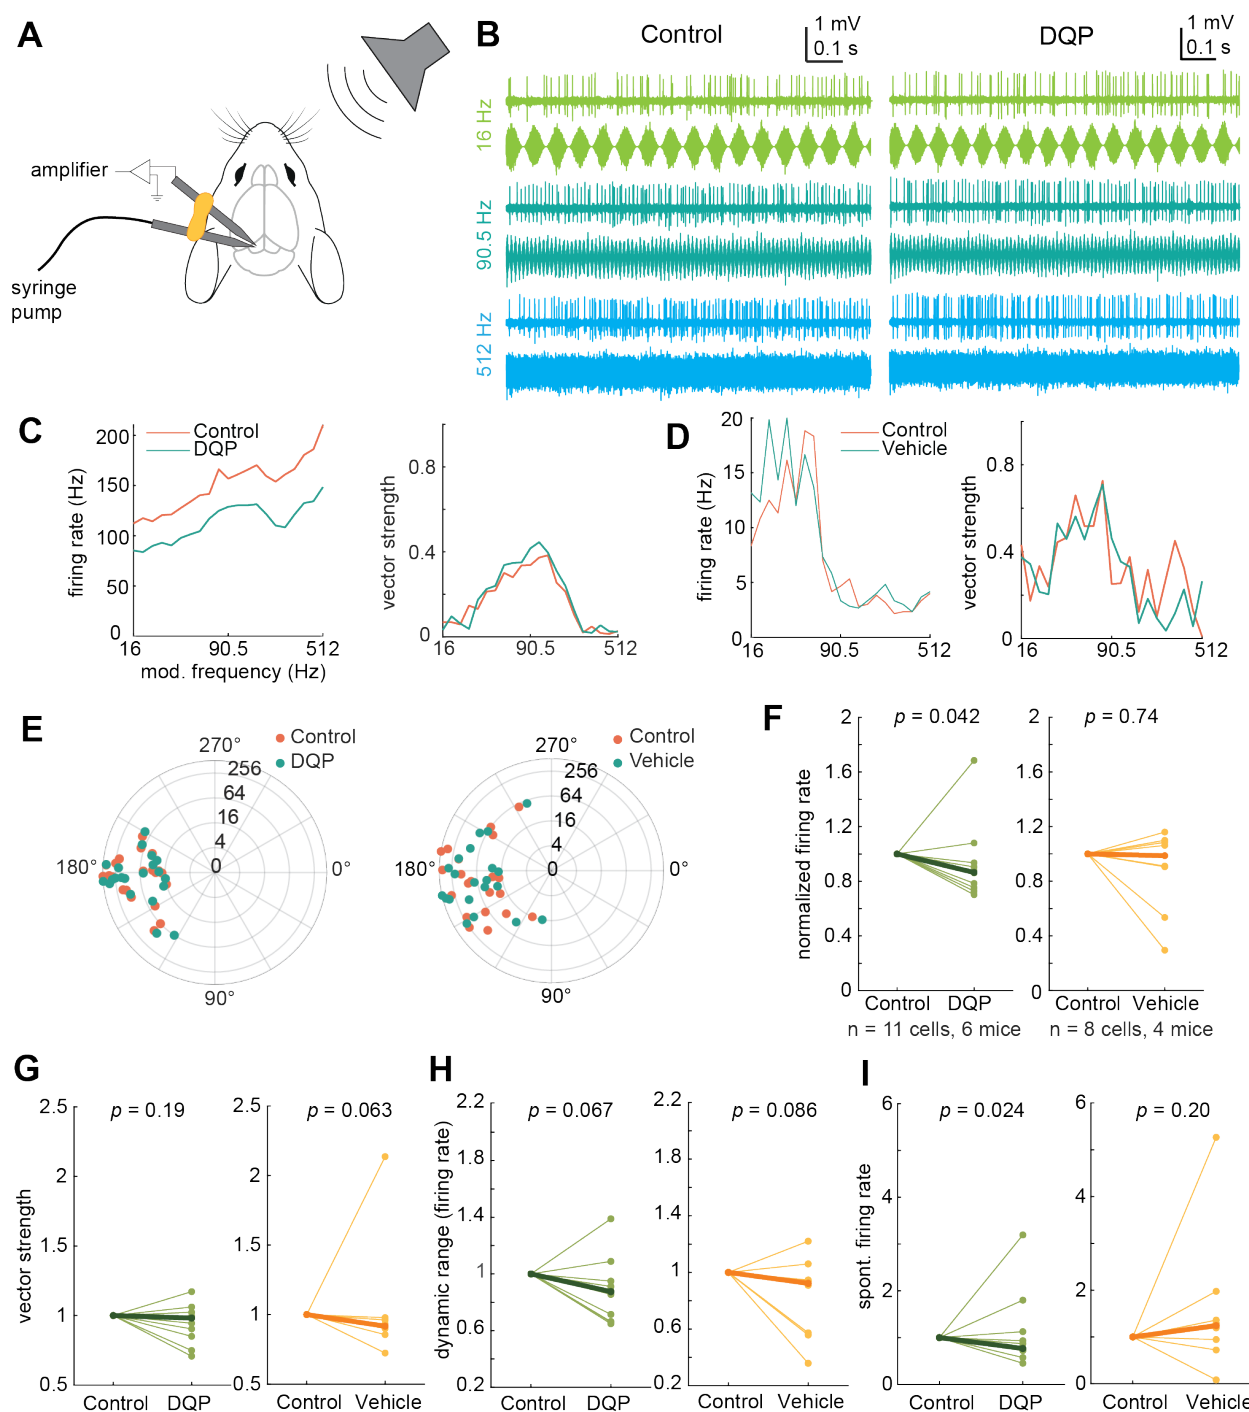 A
amplifier
syringe
pump
B
Control
1 mV
0.1 s
DQP
1 mV
0.1 s
16 Hz
90.5 Hz
512 Hz
C
Control
DQP
firing rate (Hz)
200
150
100
50
0
16
90.5
512
mod. frequency (Hz)
vector strength
0.8
0.4
0
16
90.5
512
D
Control
Vehicle
firing rate (Hz)
20
15
10
5
0
16
90.5
512
vector strength
0.8
0.4
0
16
90.5
512
E
Control
DQP
270°
256
64
16
4
0
180°
0°
90°
Control
Vehicle
270°
256
64
16
4
0
180°
0°
90°
F
normalized firing rate
p = 0.042
2
1.6
1.2
0.8
0.4
0
Control DQP
n = 11 cells, 6 mice
p = 0.74
2
1.6
1.2
0.8
0.4
0
Control Vehicle
n = 8 cells, 4 mice
G
vector strength
p = 0.19
2.5
2
1.5
1
0.5
Control DQP
p = 0.063
2.5
2
1.5
1
0.5
Control Vehicle
H
dynamic range (firing rate)
p = 0.067
2.2
1.8
1.4
1
0.6
0.2
Control DQP
p = 0.086
2.2
1.8
1.4
1
0.6
0.2
Control Vehicle
I
spont. firing rate
p = 0.024
6
4
2
1
0
Control DQP
p = 0.20
6
4
2
1
0
Control Vehicle